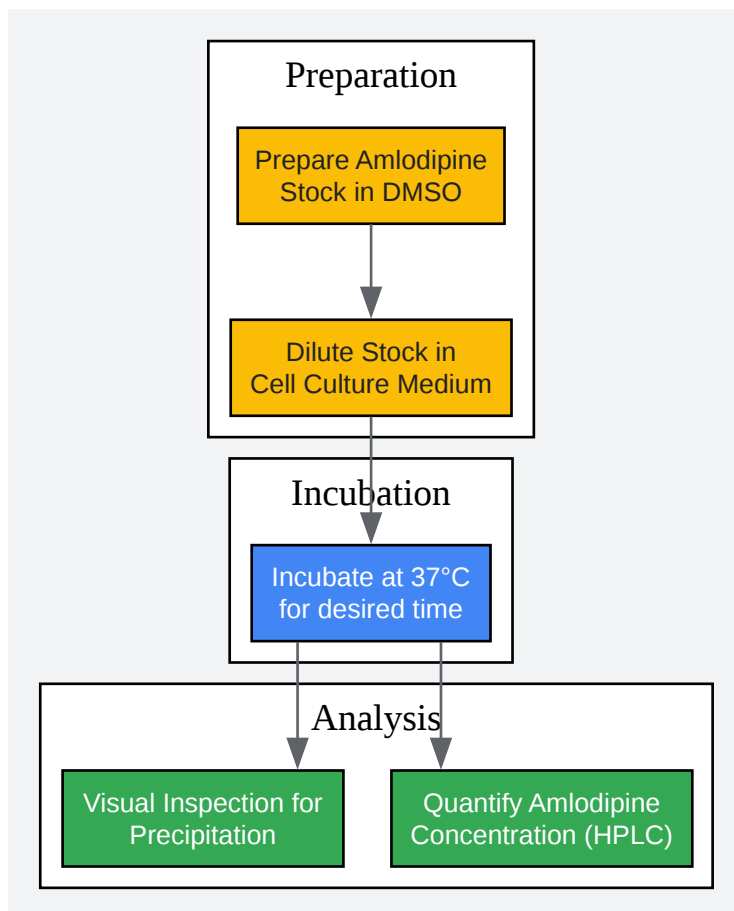 Preparation
Prepare Amlodipine
Stock in DMSO
Dilute Stock in
Cell Culture Medium
Incubation
Incubate at 37°C
for desired time
Analysis
Visual Inspection for
Precipitation
Quantify Amlodipine
Concentration (HPLC)